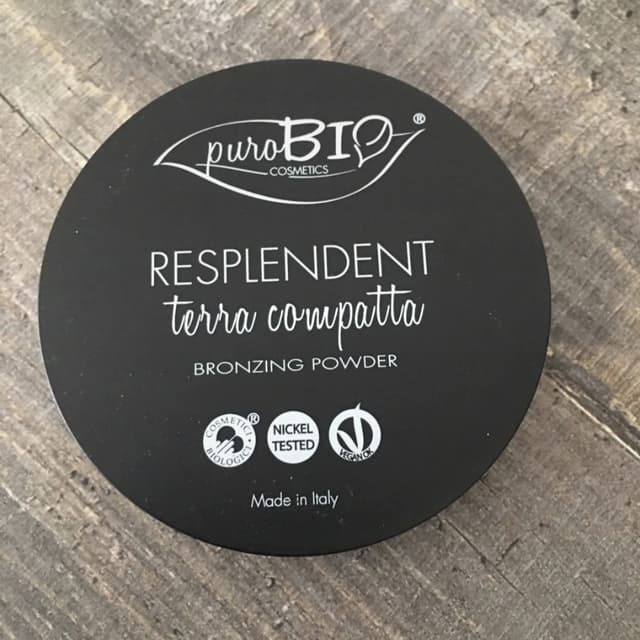 puroBIO®
COSMETICS
RESPLENDENT
terra compatta
BRONZING POWDER
COSMETICI BIOLOGICI ®
NICKEL TESTED
VEGAN OK
Made in Italy